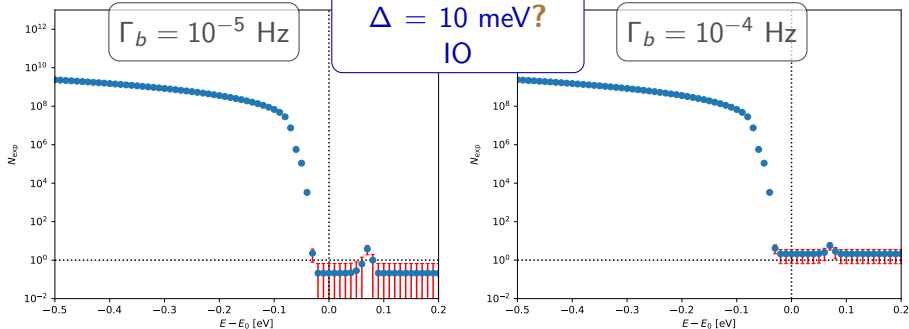 Δ = 10 meV?
IO
Γ_b = 10^{-5} Hz
10^{12}
10^{10}
10^{8}
10^{6}
10^{4}
10^{2}
10^{0}
10^{-2}
N_exp
−0.5 −0.4 −0.3 −0.2 −0.1 0.0 0.1 0.2
E − E_0 [eV]
Γ_b = 10^{-4} Hz
10^{12}
10^{10}
10^{8}
10^{6}
10^{4}
10^{2}
10^{0}
10^{-2}
N_exp
−0.5 −0.4 −0.3 −0.2 −0.1 0.0 0.1 0.2
E − E_0 [eV]